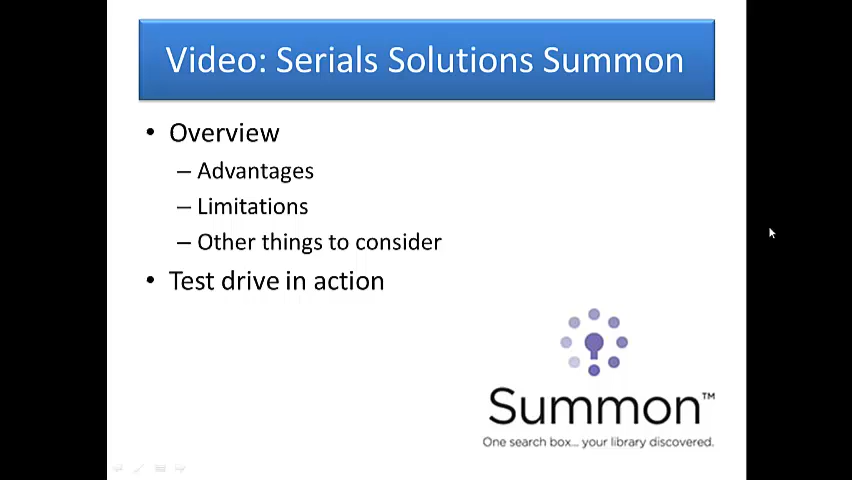 Video: Serials Solutions Summon
• Overview
– Advantages
– Limitations
– Other things to consider
• Test drive in action
Summon™
One search box... your library discovered.